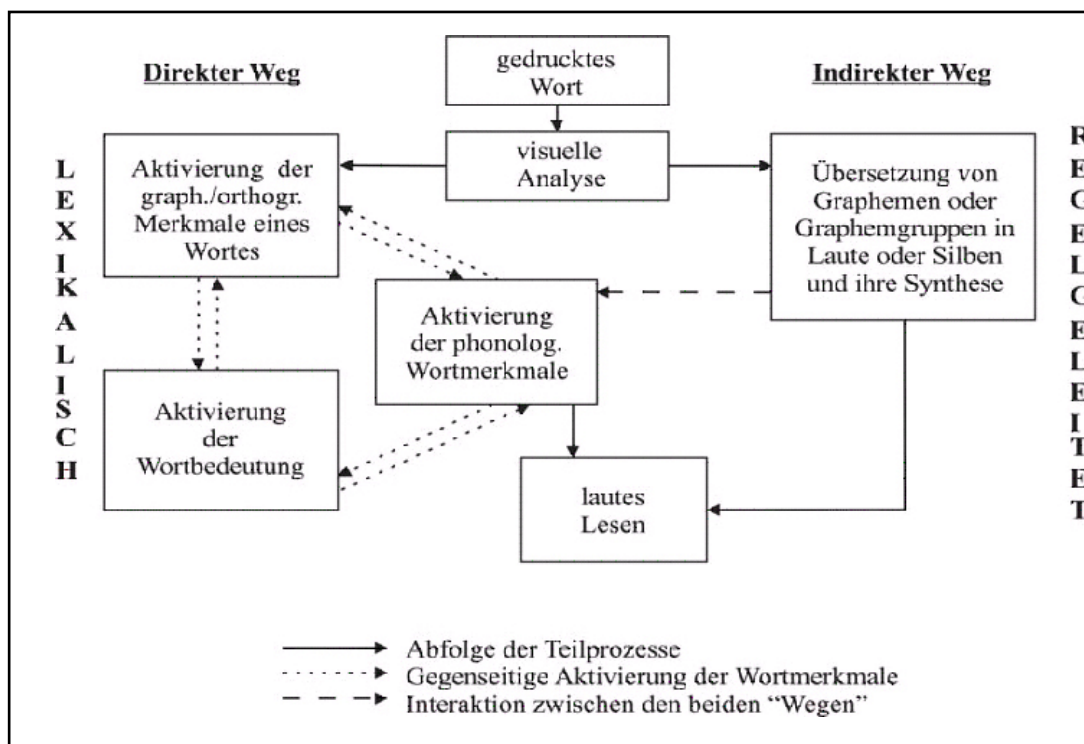 Direkter Weg
gedrucktes
Wort
Indirekter Weg
LEXIKALISCH
Aktivierung der
graph./orthogr.
Merkmale eines
Wortes
visuelle
Analyse
Übersetzung von
Graphemen oder
Graphemgruppen in
Laute oder Silben
und ihre Synthese
REGELGELEITET
Aktivierung
der phonolog.
Wortmerkmale
Aktivierung
der
Wortbedeutung
lautes
Lesen
Abfolge der Teilprozesse
Gegenseitige Aktivierung der Wortmerkmale
Interaktion zwischen den beiden “Wegen”